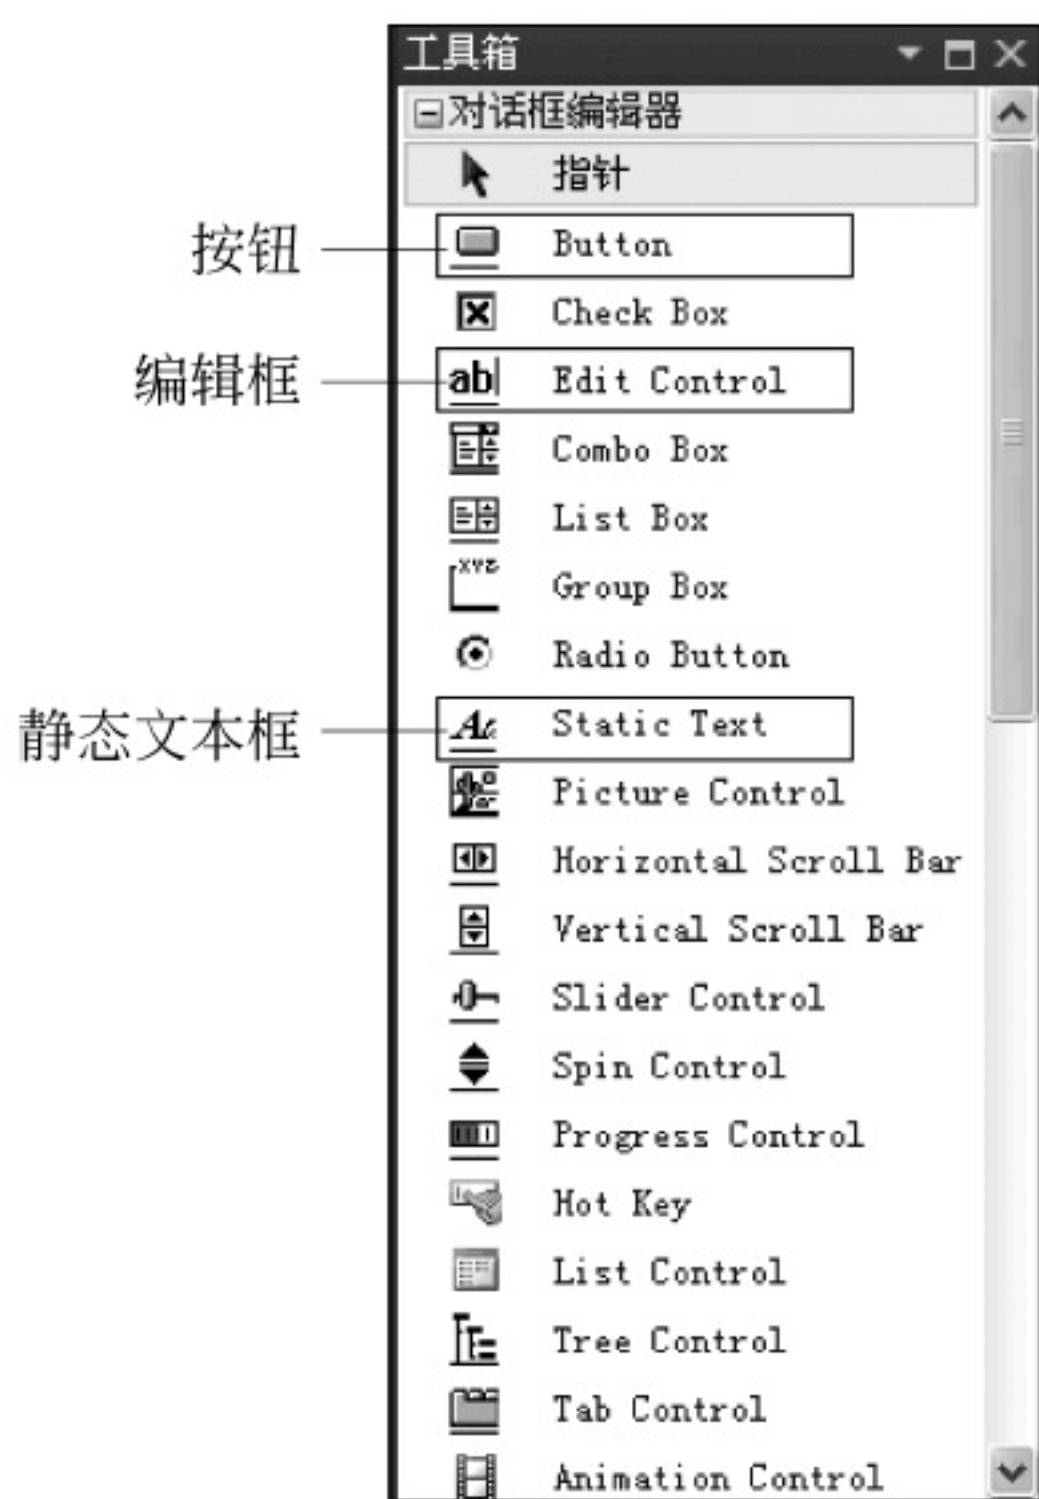 工具箱
对话框编辑器
指针
按钮
Button
Check Box
编辑框
ab
Edit Control
Combo Box
List Box
xyz
Group Box
Radio Button
静态文本框
Static Text
Picture Control
Horizontal Scroll Bar
Vertical Scroll Bar
Slider Control
Spin Control
Progress Control
Hot Key
List Control
Tree Control
Tab Control
Animation Control